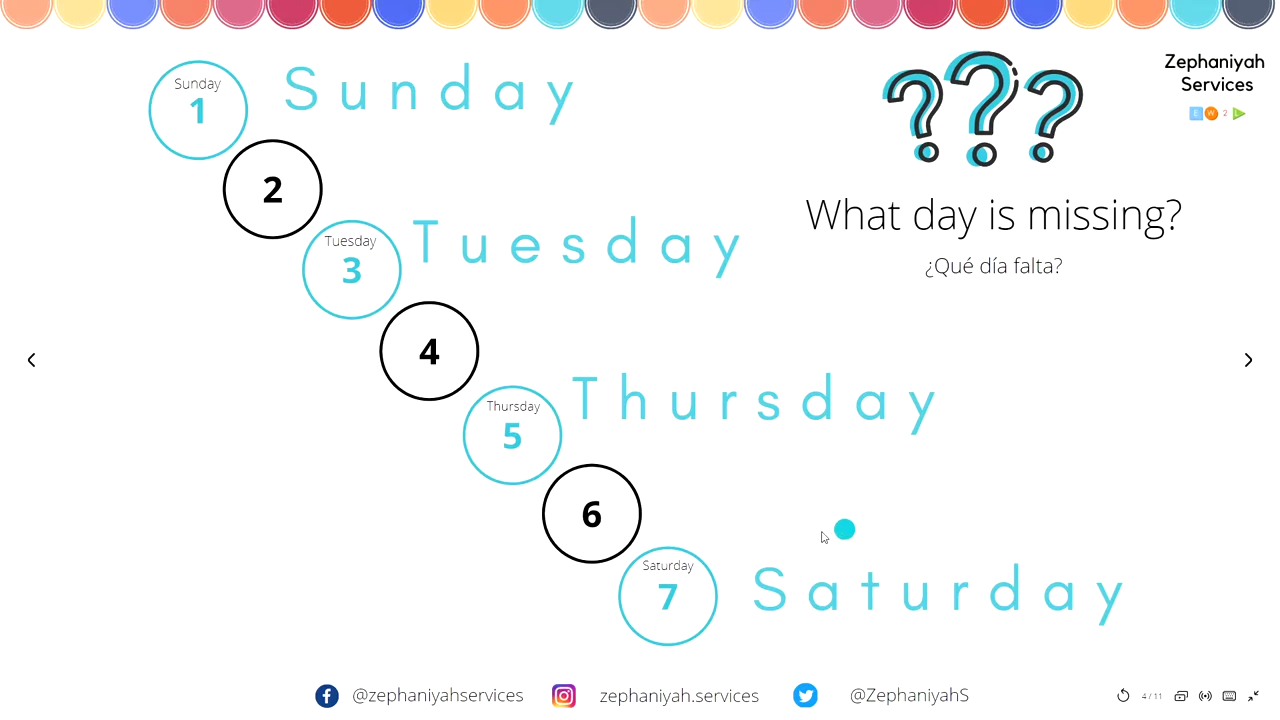 Zephaniyah
Services
E W 2 L
Sunday
1
Sunday
2
Tuesday
3
Tuesday
4
Thursday
5
Thursday
6
Saturday
7
Saturday
? ? ?
What day is missing?
¿Qué día falta?
@zephaniyahservices
zephaniyah.services
@ZephaniyahS
4 / 11